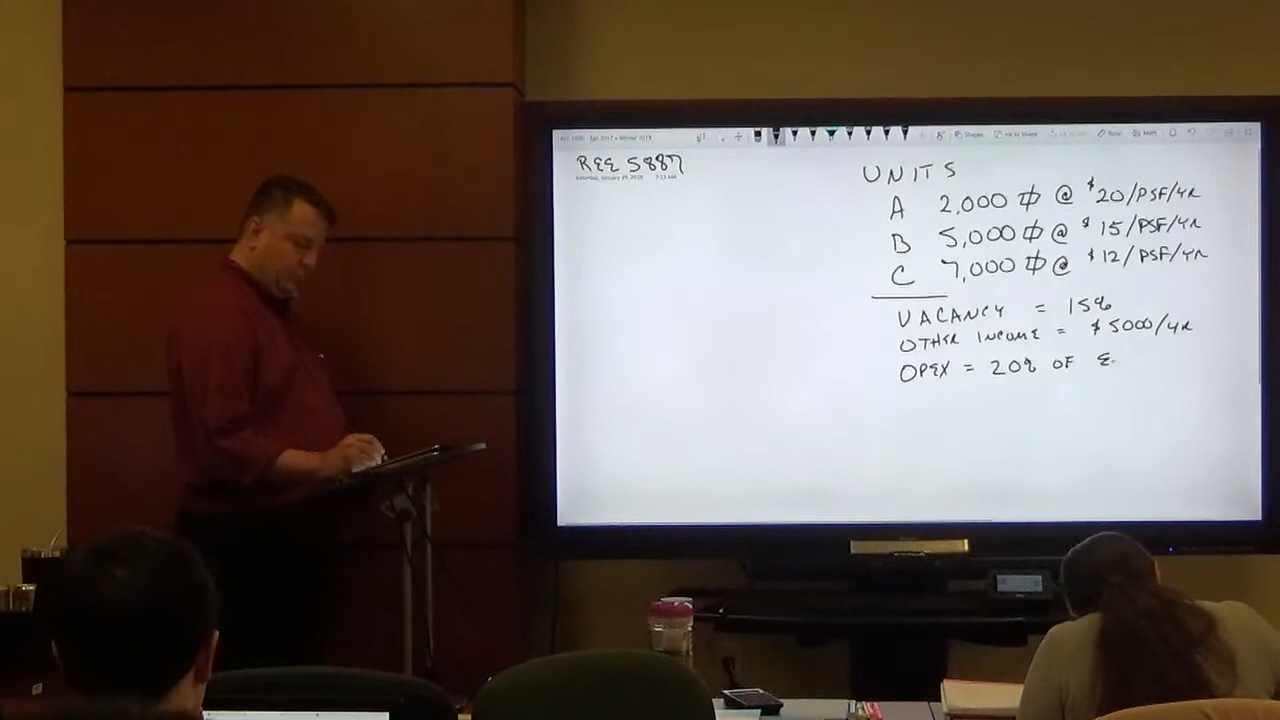 REE 5887
UNITS
A 2,000 ⏍ @ $20/PSF/YR
B 5,000 ⏍ @ $15/PSF/YR
C 7,000 ⏍ @ $12/PSF/YR
VACANCY = 15%
OTHER INCOME = $5000/YR
OPEX = 20% OF E